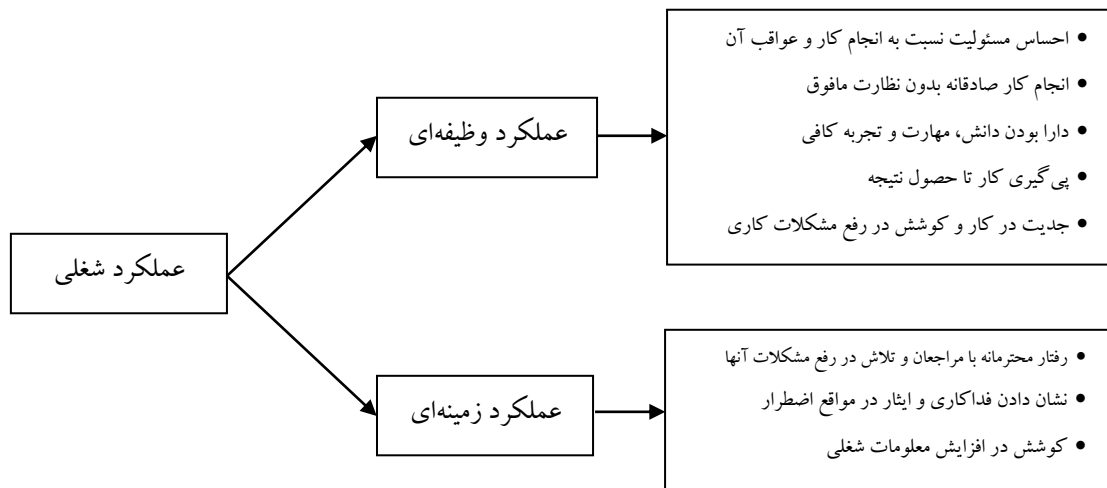 عملکرد شغلی
عملکرد وظیفه‌ای
• احساس مسئولیت نسبت به انجام کار و عواقب آن
• انجام کار صادقانه بدون نظارت مافوق
• دارا بودن دانش، مهارت و تجربه کافی
• پی‌گیری کار تا حصول نتیجه
• جدیت در کار و کوشش در رفع مشکلات کاری
عملکرد زمینه‌ای
• رفتار محترمانه با مراجعان و تلاش در رفع مشکلات آنها
• نشان دادن فداکاری و ایثار در مواقع اضطرار
• کوشش در افزایش معلومات شغلی